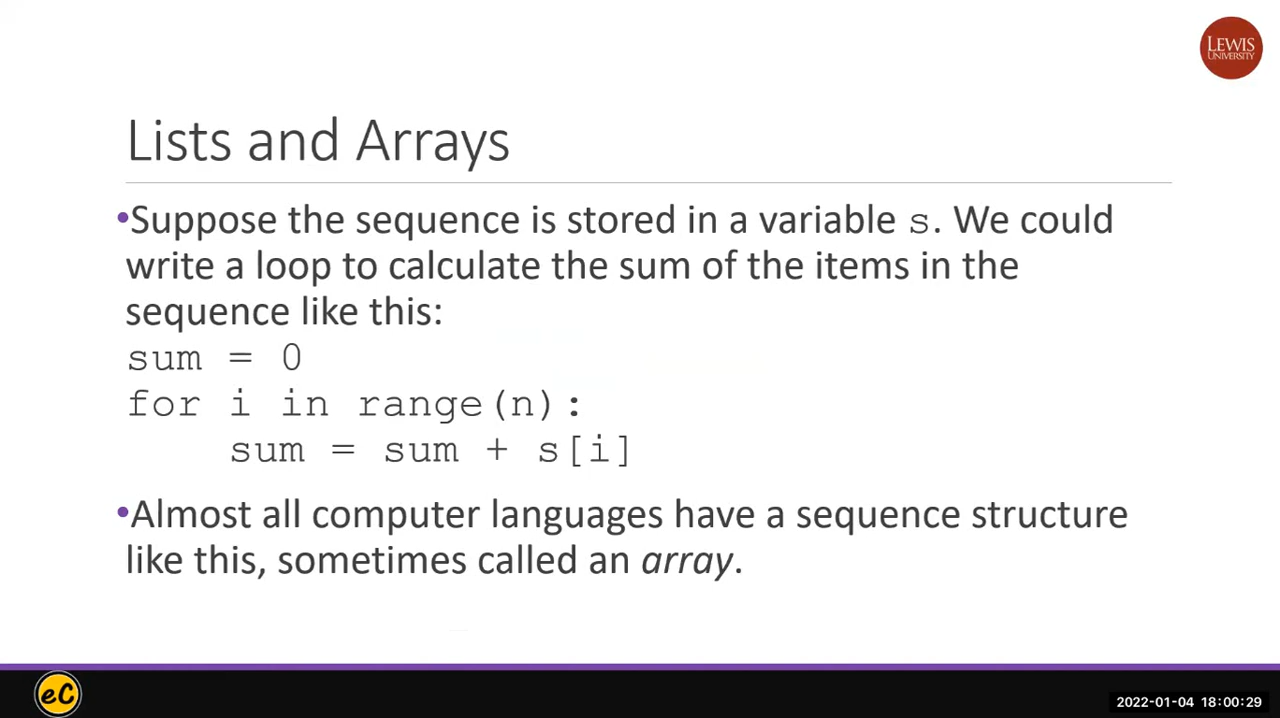 LEWIS
UNIVERSITY
Lists and Arrays
•Suppose the sequence is stored in a variable s. We could
write a loop to calculate the sum of the items in the
sequence like this:
sum = 0
for i in range(n):
    sum = sum + s[i]
•Almost all computer languages have a sequence structure
like this, sometimes called an array.
eC
2022-01-04 18:00:29